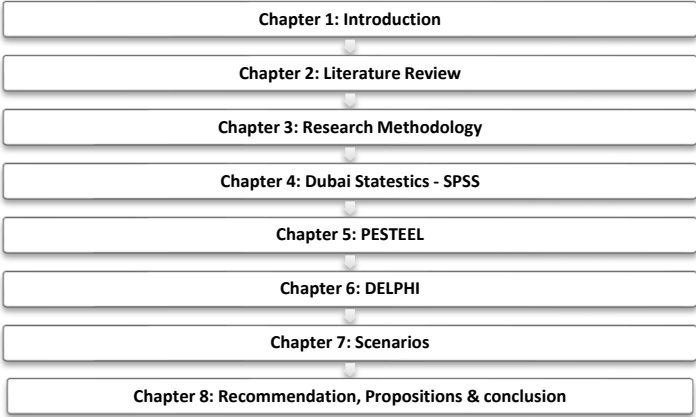 Chapter 1: Introduction
Chapter 2: Literature Review
Chapter 3: Research Methodology
Chapter 4: Dubai Statestics - SPSS
Chapter 5: PESTEEL
Chapter 6: DELPHI
Chapter 7: Scenarios
Chapter 8: Recommendation, Propositions & conclusion